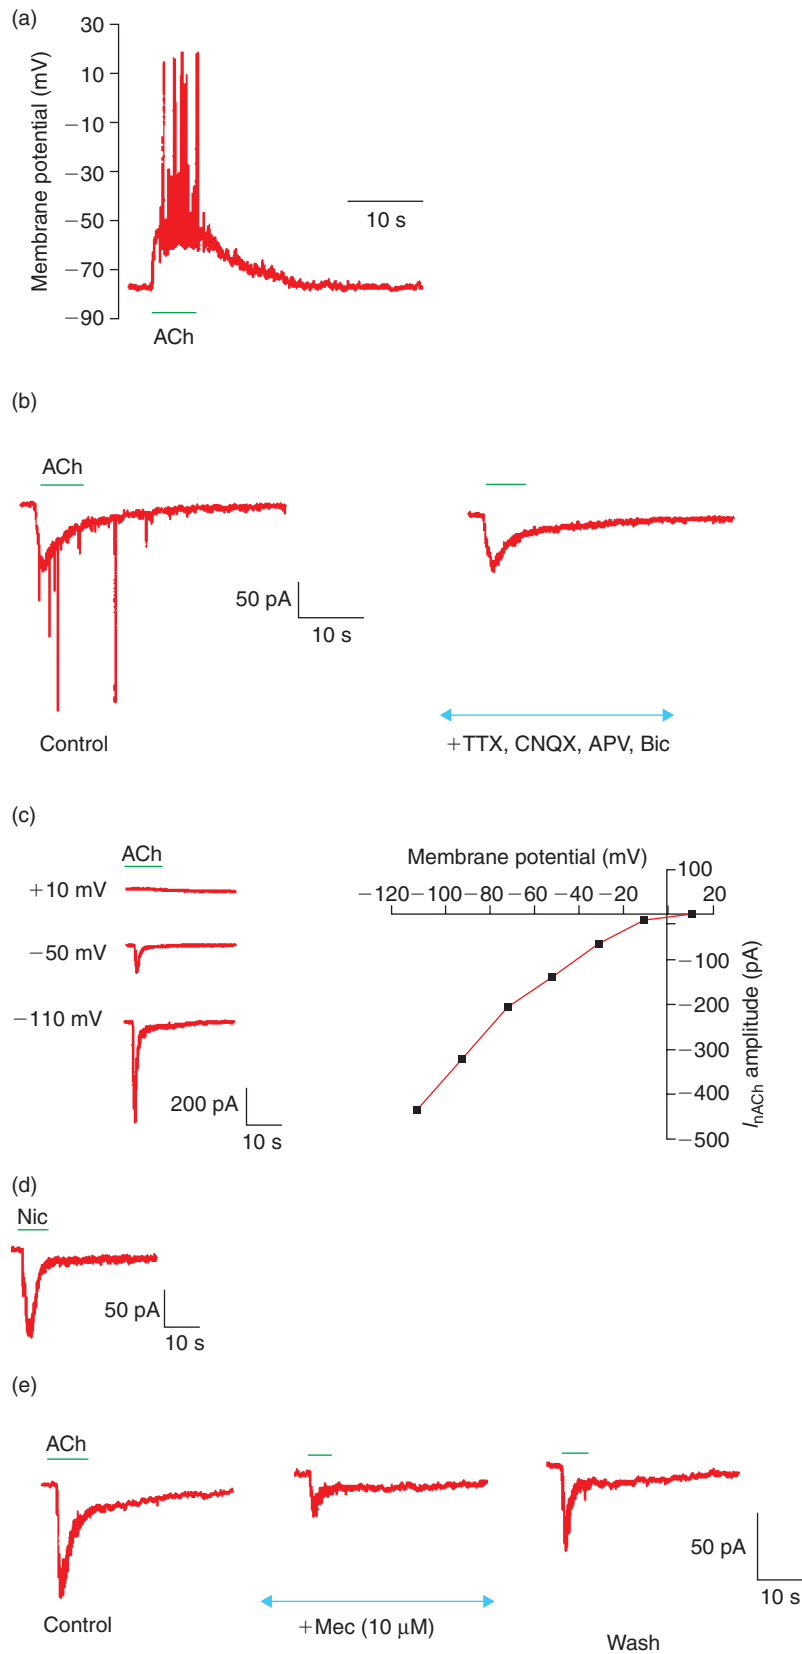 (a)
30
10
−10
−30
−50
−70
−90
Membrane potential (mV)
10 s
ACh
(b)
ACh
50 pA
10 s
Control
+TTX, CNQX, APV, Bic
(c)
ACh
+10 mV
−50 mV
−110 mV
200 pA
10 s
Membrane potential (mV)
100
−120 −100 −80 −60 −40 −20 20
−100
−200
−300
−400
−500
InACh amplitude (pA)
(d)
Nic
50 pA
10 s
(e)
ACh
50 pA
10 s
Control
+Mec (10 μM)
Wash